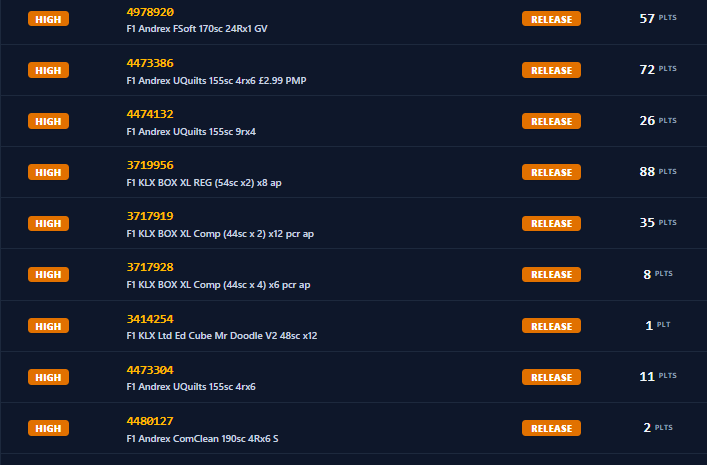 HIGH 4978920 RELEASE 57 PLTS
F1 Andrex FSoft 170sc 24Rx1 GV
HIGH 4473386 RELEASE 72 PLTS
F1 Andrex UQuilts 155sc 4rx6 £2.99 PMP
HIGH 4474132 RELEASE 26 PLTS
F1 Andrex UQuilts 155sc 9rx4
HIGH 3719956 RELEASE 88 PLTS
F1 KLX BOX XL REG (54sc x2) x8 ap
HIGH 3717919 RELEASE 35 PLTS
F1 KLX BOX XL Comp (44sc x 2) x12 pcr ap
HIGH 3717928 RELEASE 8 PLTS
F1 KLX BOX XL Comp (44sc x 4) x6 pcr ap
HIGH 3414254 RELEASE 1 PLT
F1 KLX Ltd Ed Cube Mr Doodle V2 48sc x12
HIGH 4473304 RELEASE 11 PLTS
F1 Andrex UQuilts 155sc 4rx6
HIGH 4480127 RELEASE 2 PLTS
F1 Andrex ComClean 190sc 4Rx6 S